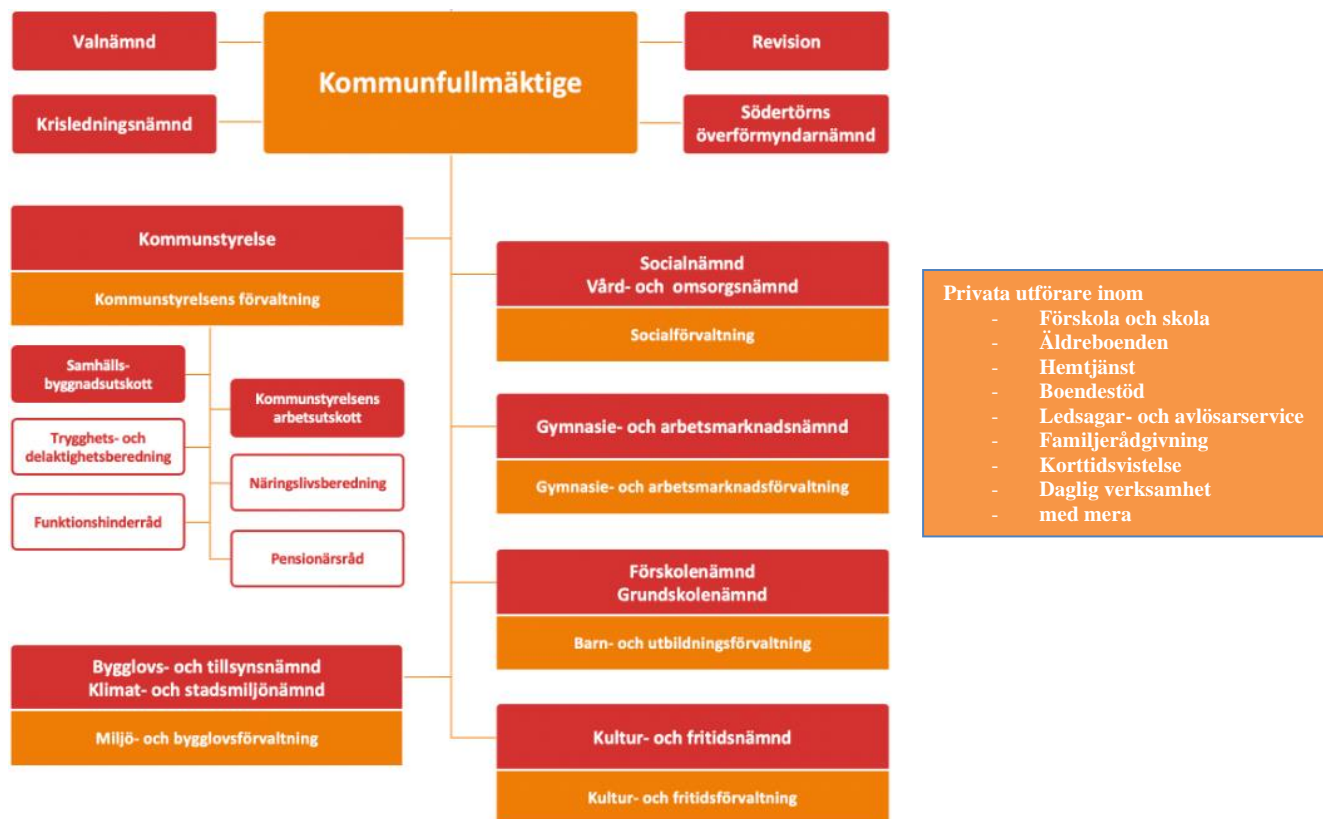 Valnämnd
Kommunfullmäktige
Revision
Krisledningsnämnd
Södertörns
överförmyndarnämnd
Kommunstyrelse
Kommunstyrelsens förvaltning
Samhälls-
byggnadsutskott
Kommunstyrelsens
arbetsutskott
Trygghets- och
delaktighetsberedning
Näringslivsberedning
Funktionshinderråd
Pensionärsråd
Bygglovs- och tillsynsnämnd
Klimat- och stadsmiljönämnd
Miljö- och bygglovsförvaltning
Socialnämnd
Vård- och omsorgsnämnd
Socialförvaltning
Gymnasie- och arbetsmarknadsnämnd
Gymnasie- och arbetsmarknadsförvaltning
Förskolenämnd
Grundskolenämnd
Barn- och utbildningsförvaltning
Kultur- och fritidsnämnd
Kultur- och fritidsförvaltning
Privata utförare inom
- Förskola och skola
- Äldreboenden
- Hemtjänst
- Boendestöd
- Ledsagar- och avlösarservice
- Familjerådgivning
- Korttidsvistelse
- Daglig verksamhet
- med mera